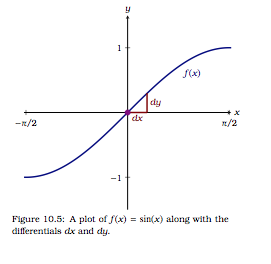 y
1
f(x)
dy
dx
x
−π/2
π/2
−1
Figure 10.5: A plot of f(x) = sin(x) along with the
differentials dx and dy.